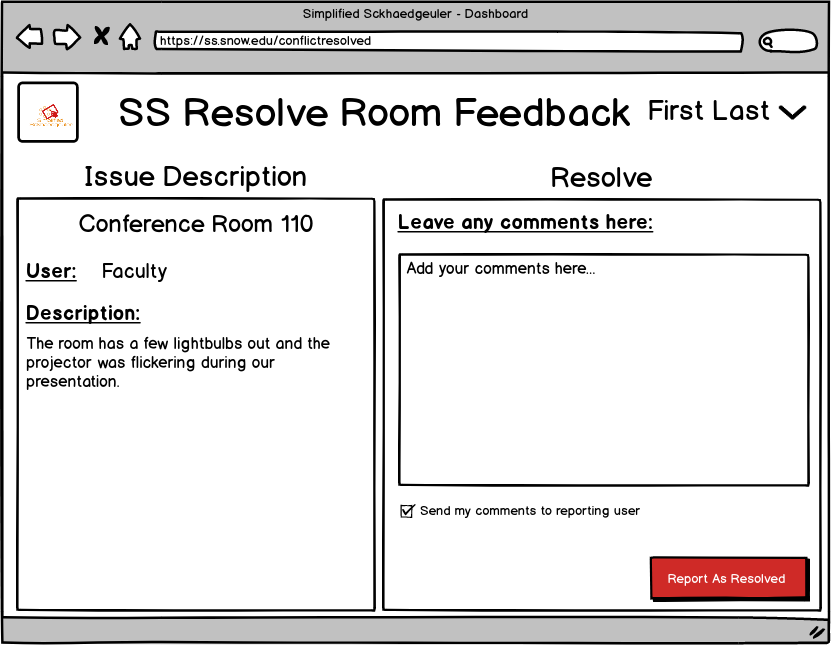 Simplified Sckhaedgeuler - Dashboard
https://ss.snow.edu/conflictresolved
SS Resolve Room Feedback
First Last
Issue Description
Conference Room 110
User: Faculty
Description:
The room has a few lightbulbs out and the
projector was flickering during our
presentation.
Resolve
Leave any comments here:
Add your comments here...
Send my comments to reporting user
Report As Resolved